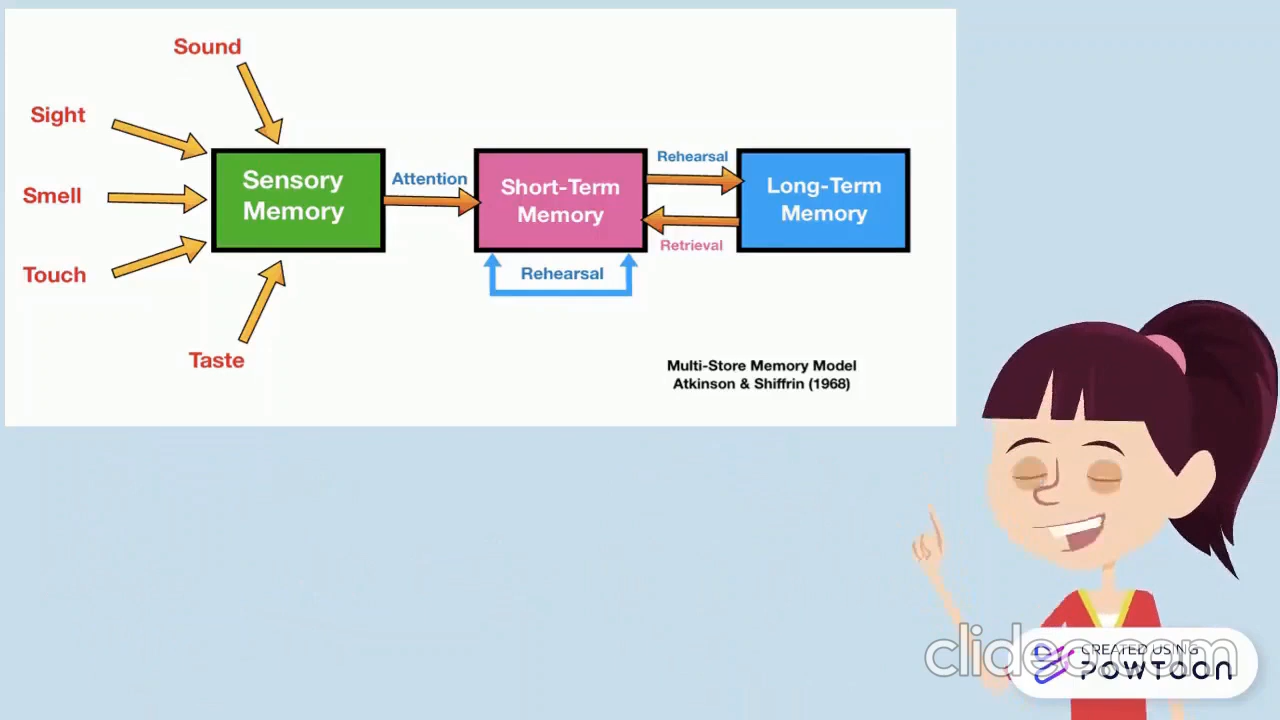 Sound
Sight
Smell
Touch
Taste
Sensory
Memory
Attention
Short-Term
Memory
Rehearsal
Rehearsal
Retrieval
Long-Term
Memory
Multi-Store Memory Model
Atkinson & Shiffrin (1968)
clideo.com
CREATED USING
POWTOON